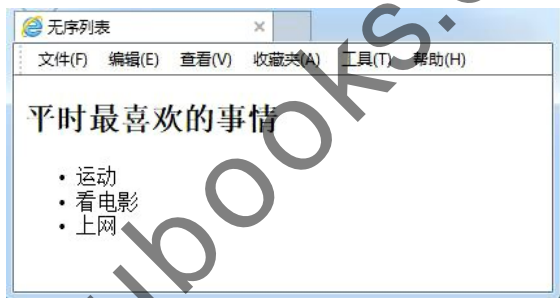 无序列表
文件(F) 编辑(E) 查看(V) 收藏夹(A) 工具(T) 帮助(H)
平时最喜欢的事情
• 运动
• 看电影
• 上网